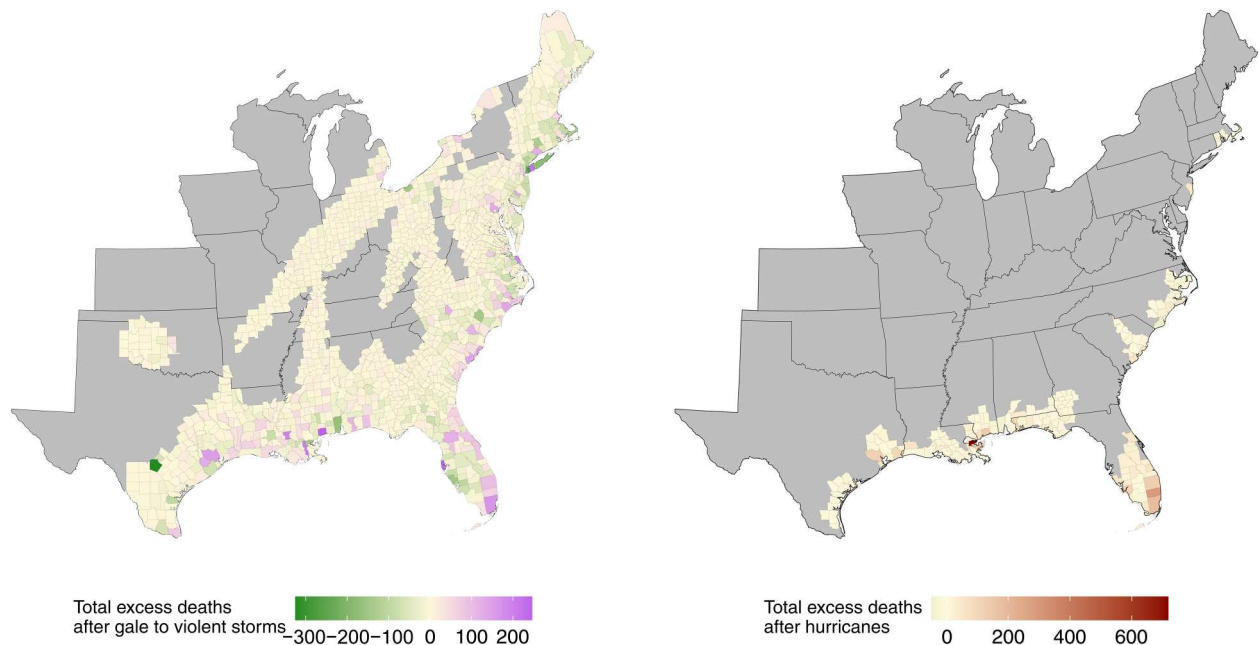 Total excess deaths
after gale to violent storms
−300 −200 −100 0 100 200
Total excess deaths
after hurricanes
0 200 400 600